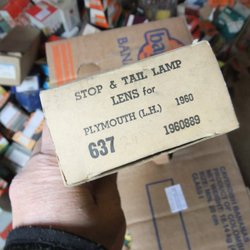 STOP & TAIL LAMP
LENS for
PLYMOUTH (L.H.) 1960
637 1960889